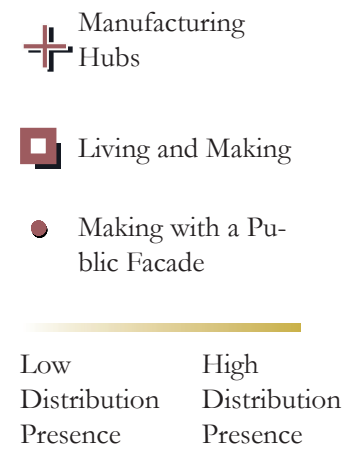 Manufacturing
Hubs
Living and Making
Making with a Pu-
blic Facade
Low
Distribution
Presence
High
Distribution
Presence